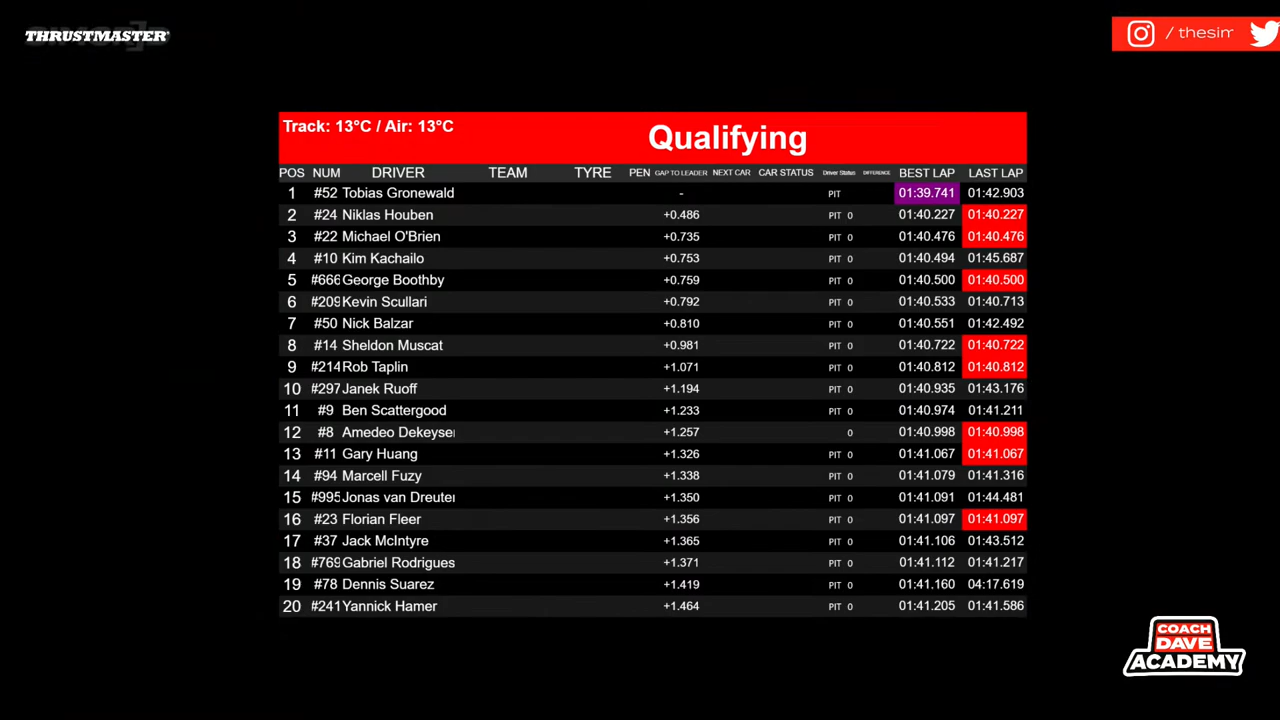 THRUSTMASTER
/ thesim
Track: 13°C / Air: 13°C
Qualifying
POS NUM DRIVER TEAM TYRE PEN GAP TO LEADER NEXT CAR CAR STATUS Driver Status DIFFERENCE BEST LAP LAST LAP
1 #52 Tobias Gronewald - PIT 01:39.741 01:42.903
2 #24 Niklas Houben +0.486 PIT 0 01:40.227 01:40.227
3 #22 Michael O'Brien +0.735 PIT 0 01:40.476 01:40.476
4 #10 Kim Kachailo +0.753 PIT 0 01:40.494 01:45.687
5 #666 George Boothby +0.759 PIT 0 01:40.500 01:40.500
6 #209 Kevin Scullari +0.792 PIT 0 01:40.533 01:40.713
7 #50 Nick Balzar +0.810 PIT 0 01:40.551 01:42.492
8 #14 Sheldon Muscat +0.981 PIT 0 01:40.722 01:40.722
9 #214 Rob Taplin +1.071 PIT 0 01:40.812 01:40.812
10 #297 Janek Ruoff +1.194 PIT 0 01:40.935 01:43.176
11 #9 Ben Scattergood +1.233 PIT 0 01:40.974 01:41.211
12 #8 Amedeo Dekeyse +1.257 0 01:40.998 01:40.998
13 #11 Gary Huang +1.326 PIT 0 01:41.067 01:41.067
14 #94 Marcell Fuzy +1.338 PIT 0 01:41.079 01:41.316
15 #995 Jonas van Dreuten +1.350 PIT 0 01:41.091 01:44.481
16 #23 Florian Fleer +1.356 PIT 0 01:41.097 01:41.097
17 #37 Jack McIntyre +1.365 PIT 0 01:41.106 01:43.512
18 #769 Gabriel Rodrigues +1.371 PIT 0 01:41.112 01:41.217
19 #78 Dennis Suarez +1.419 PIT 0 01:41.160 04:17.619
20 #241 Yannick Hamer +1.464 PIT 0 01:41.205 01:41.586
COACH
DAVE
ACADEMY